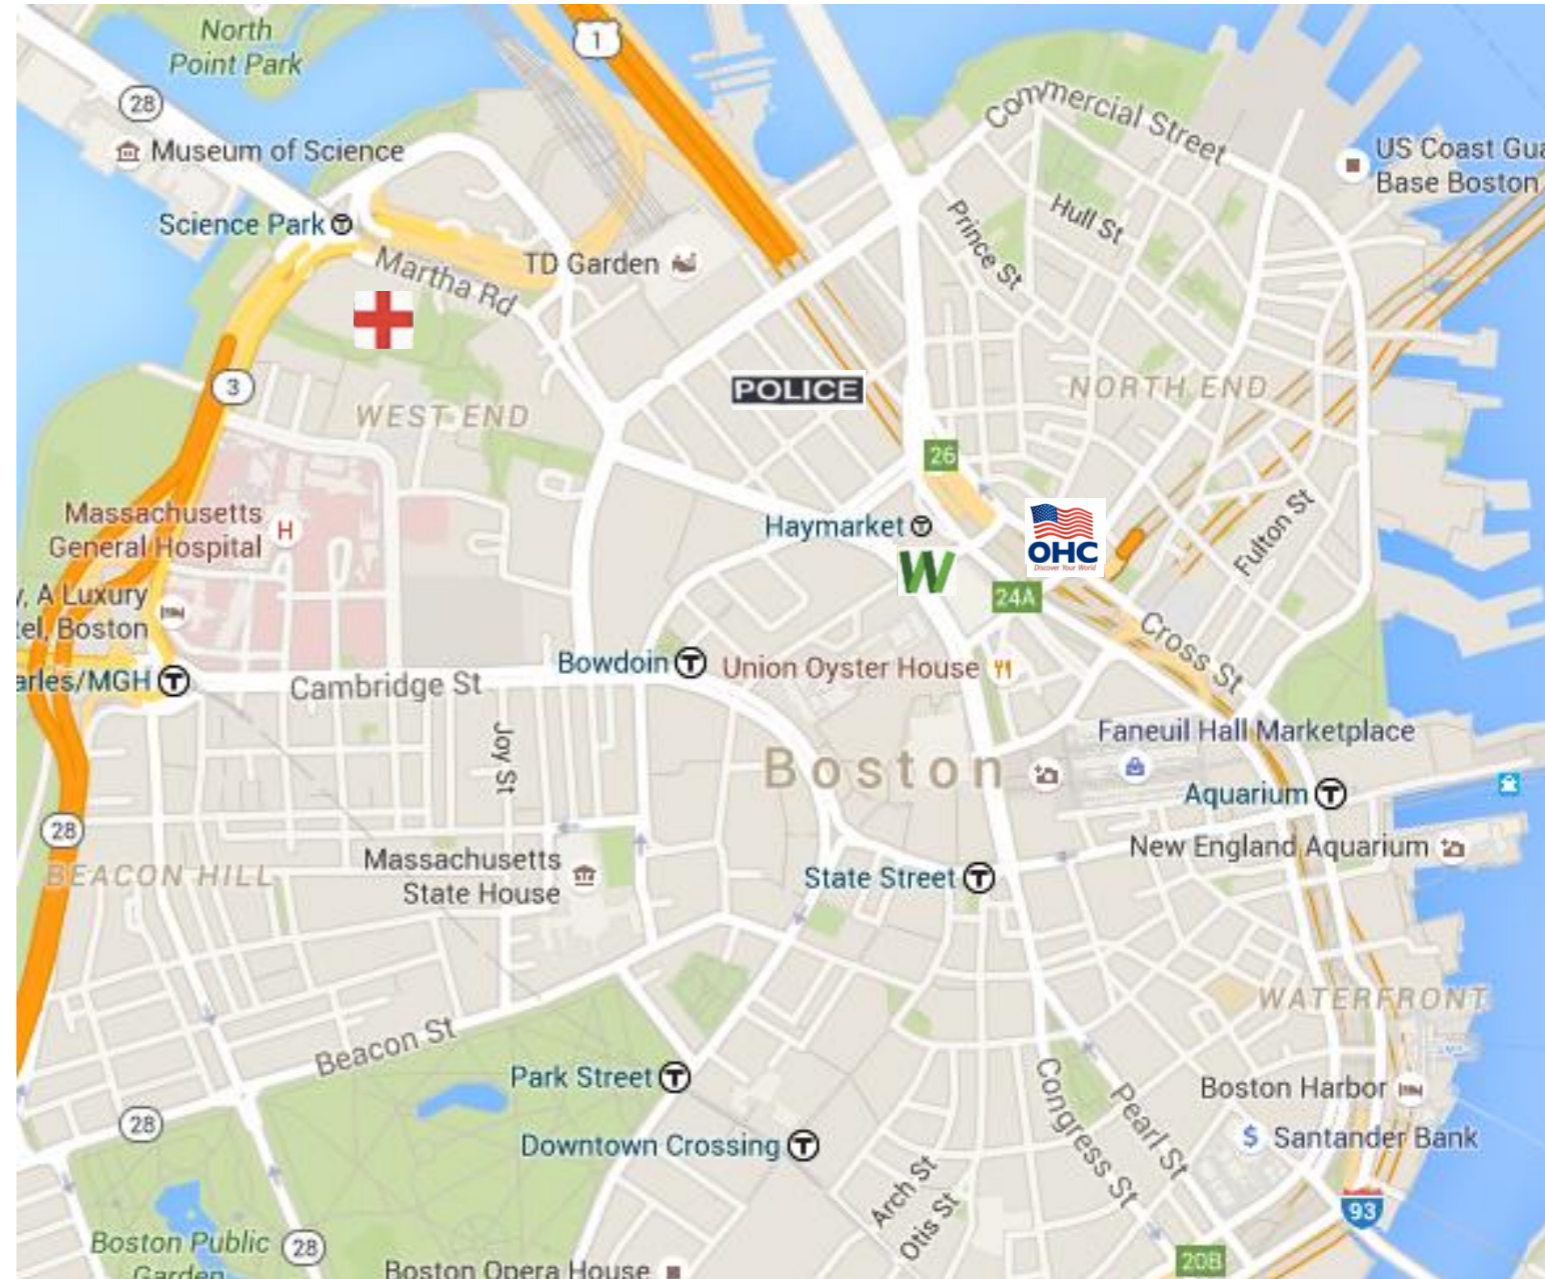 North
Point Park
1
28
Museum of Science
Commercial Street
US Coast Gua
Base Boston
Science Park
Prince St
Hull St
Martha Rd
TD Garden
3
POLICE
NORTH END
WEST END
26
Massachusetts
General Hospital
H
Haymarket
OHC
Discover Your World
Fulton St
W
24A
y, A Luxury
tel, Boston
Cross St
arles/MGH
T
Cambridge St
Bowdoin
T
Union Oyster House
Joy St
Faneuil Hall Marketplace
Boston
Aquarium
T
28
New England Aquarium
BEACON HILL
Massachusetts
State House
State Street
T
WATERFRONT
Beacon St
Park Street
T
Boston Harbor
28
Congress St
Pearl St
Downtown Crossing
T
$
Santander Bank
Arch St
Otis St
93
Boston Public
Garden
28
Boston Opera House
20B